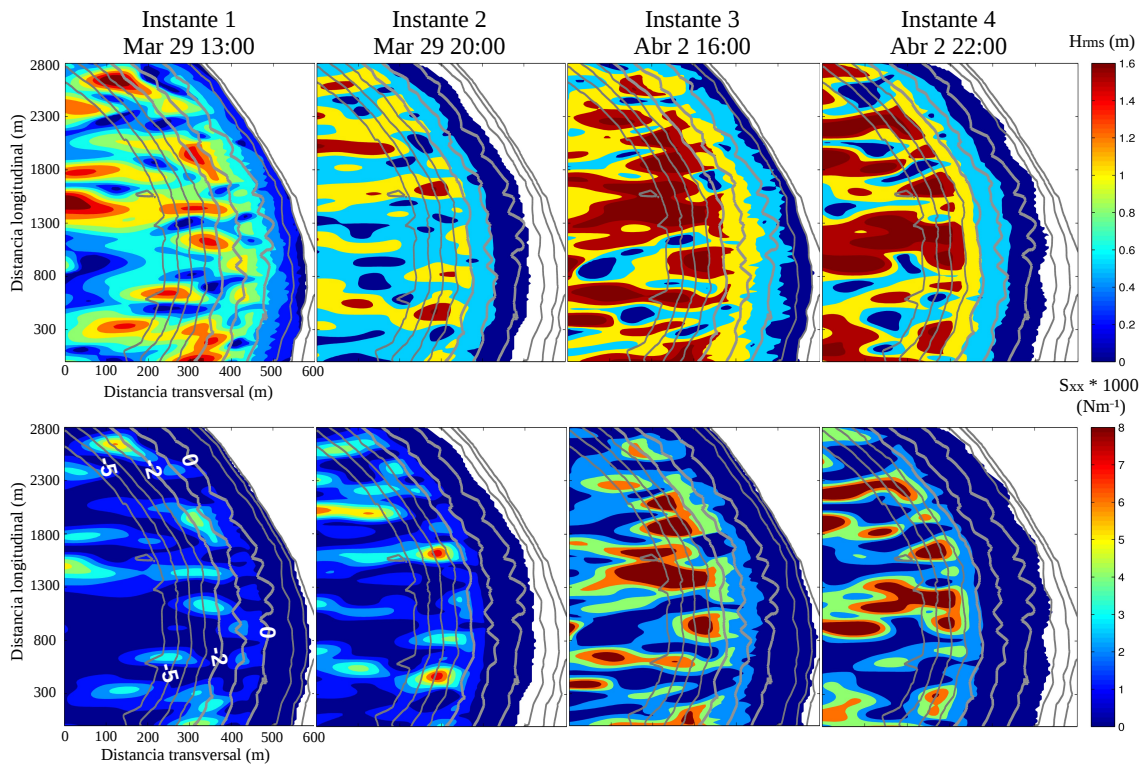 Instante 1
Mar 29 13:00
Instante 2
Mar 29 20:00
Instante 3
Abr 2 16:00
Instante 4
Abr 2 22:00
Hrms (m)
Distancia longitudinal (m)
2800
2300
1800
1300
800
300
0 100 200 300 400 500 600
Distancia transversal (m)
1.6
1.4
1.2
1
0.8
0.6
0.4
0.2
0
Sxx * 1000
(Nm-1)
Distancia longitudinal (m)
2800
2300
1800
1300
800
300
-5 -2 0
-5 -2 0
0 100 200 300 400 500 600
Distancia transversal (m)
8
7
6
5
4
3
2
1
0